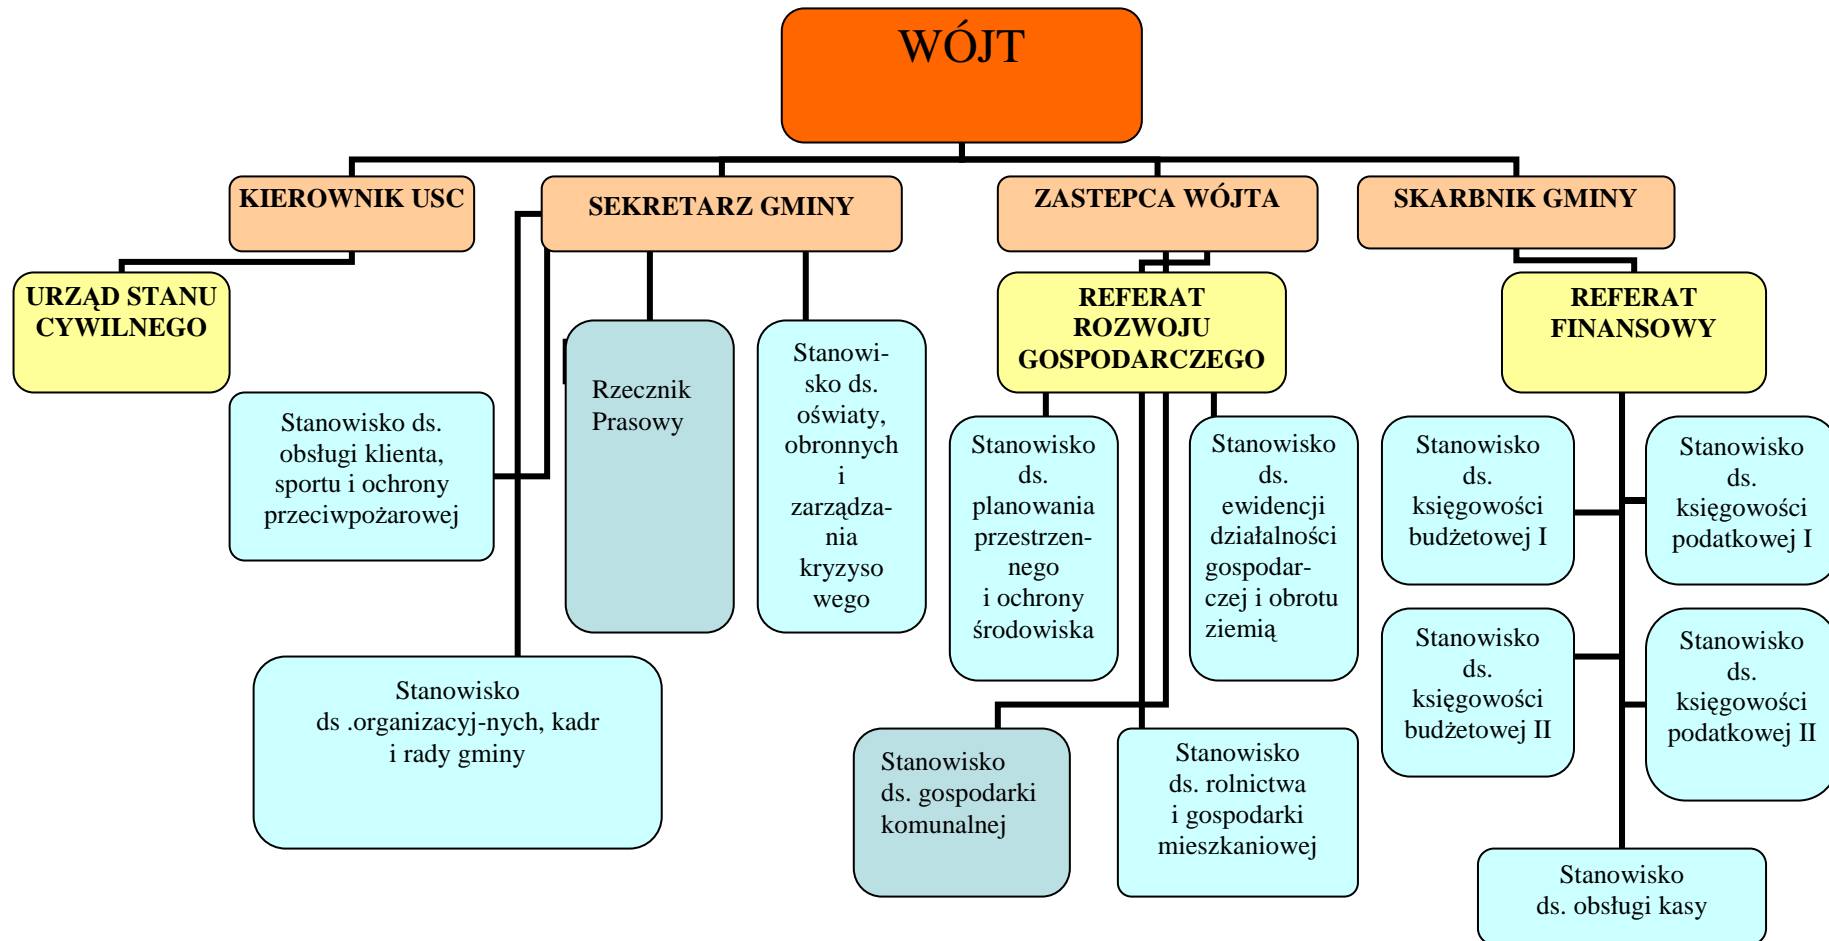 WÓJT
KIEROWNIK USC
SEKRETARZ GMINY
ZASTEPCA WÓJTA
SKARBNIK GMINY
URZĄD STANU
CYWILNEGO
REFERAT
ROZWOJU
GOSPODARCZEGO
REFERAT
FINANSOWY
Stanowisko ds.
obsługi klienta,
sportu i ochrony
przeciwpożarowej
Rzecznik
Prasowy
Stanowi-
sko ds.
oświaty,
obronnych
i
zarządza-
nia
kryzyso
wego
Stanowisko
ds.
planowania
przestrzen-
nego
i ochrony
środowiska
Stanowisko
ds.
ewidencji
działalności
gospodar-
czej i obrotu
ziemią
Stanowisko
ds.
księgowości
budżetowej I
Stanowisko
ds.
księgowości
podatkowej I
Stanowisko
ds.
księgowości
budżetowej II
Stanowisko
ds.
księgowości
podatkowej II
Stanowisko
ds .organizacyj-nych, kadr
i rady gminy
Stanowisko
ds. gospodarki
komunalnej
Stanowisko
ds. rolnictwa
i gospodarki
mieszkaniowej
Stanowisko
ds. obsługi kasy